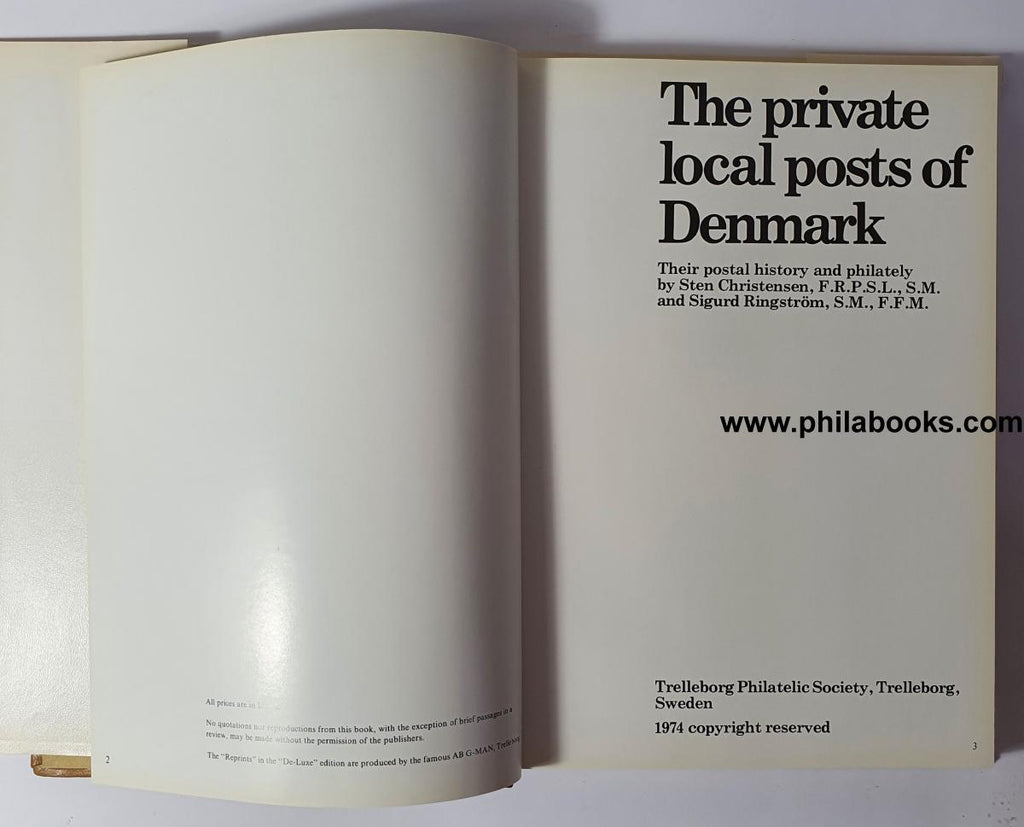 All prices are in
No quotations nor reproductions from this book, with the exception of brief passages in a
review, may be made without the permission of the publishers.
The "Reprints" in the "De-Luxe" edition are produced by the famous AB G-MAN,
2
The private
local posts of
Denmark
Their postal history and philately
by Sten Christensen, F.R.P.S.L., S.M.
and Sigurd Ringström, S.M., F.F.M.
www.philabooks.com
Trelleborg Philatelic Society, Trelleborg,
Sweden
1974 copyright reserved
3